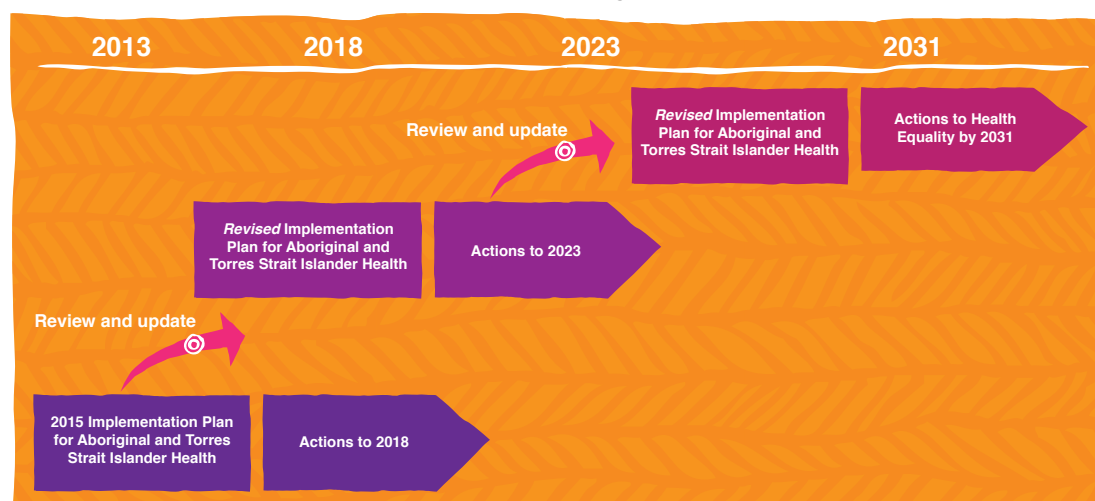 2013 2018 2023 2031
Review and update
Revised Implementation
Plan for Aboriginal and
Torres Strait Islander Health
Actions to Health
Equality by 2031
Revised Implementation
Plan for Aboriginal and
Torres Strait Islander Health
Actions to 2023
Review and update
2015 Implementation Plan
for Aboriginal and Torres
Strait Islander Health
Actions to 2018